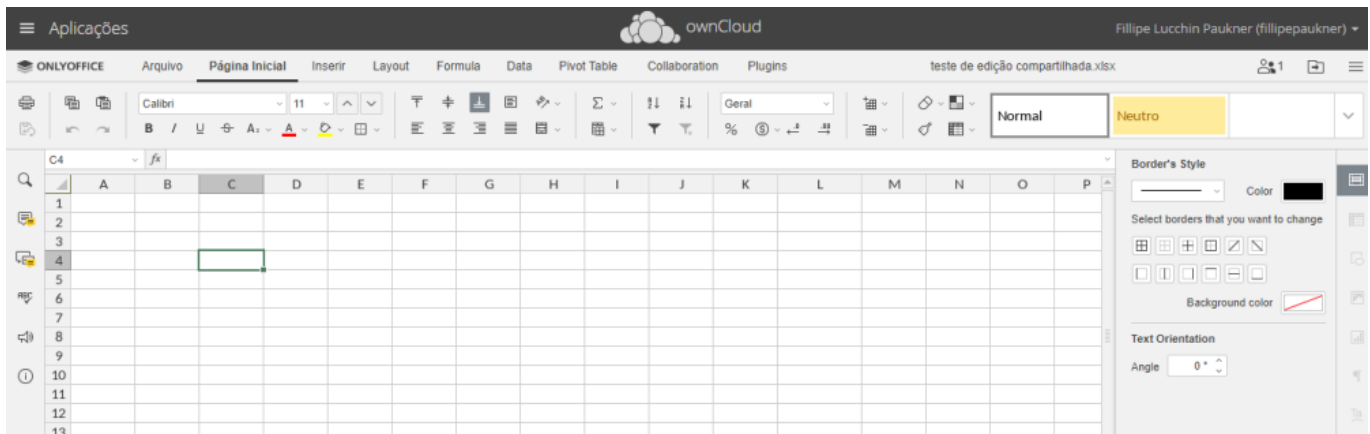 Aplicações
ownCloud
Fillipe Lucchin Paukner (fillipepaukner)
ONLYOFFICE
Arquivo
Página Inicial
Inserir
Layout
Formula
Data
Pivot Table
Collaboration
Plugins
teste de edição compartilhada.xlsx
1
Calibri
11
Geral
Normal
Neutro
B I U
A
%
C4
fx
Border's Style
A B C D E F G H I J K L M N O P
Color
1
2
Select borders that you want to change
3
4
5
6
Background color
7
8
Text Orientation
9
10
Angle
0 °
11
12
13
ABC